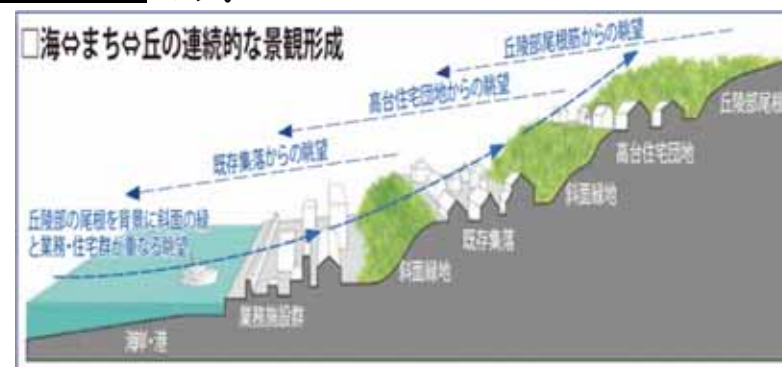 □海⇔まち⇔丘の連続的な景観形成
丘陵部尾根筋からの眺望
高台住宅団地からの眺望
既存集落からの眺望
丘陵部の尾根を背景に斜面の緑
と業務・住宅群が重なる眺望
丘陵部尾根
高台住宅団地
斜面緑地
既存集落
斜面緑地
業務施設群
海岸・港